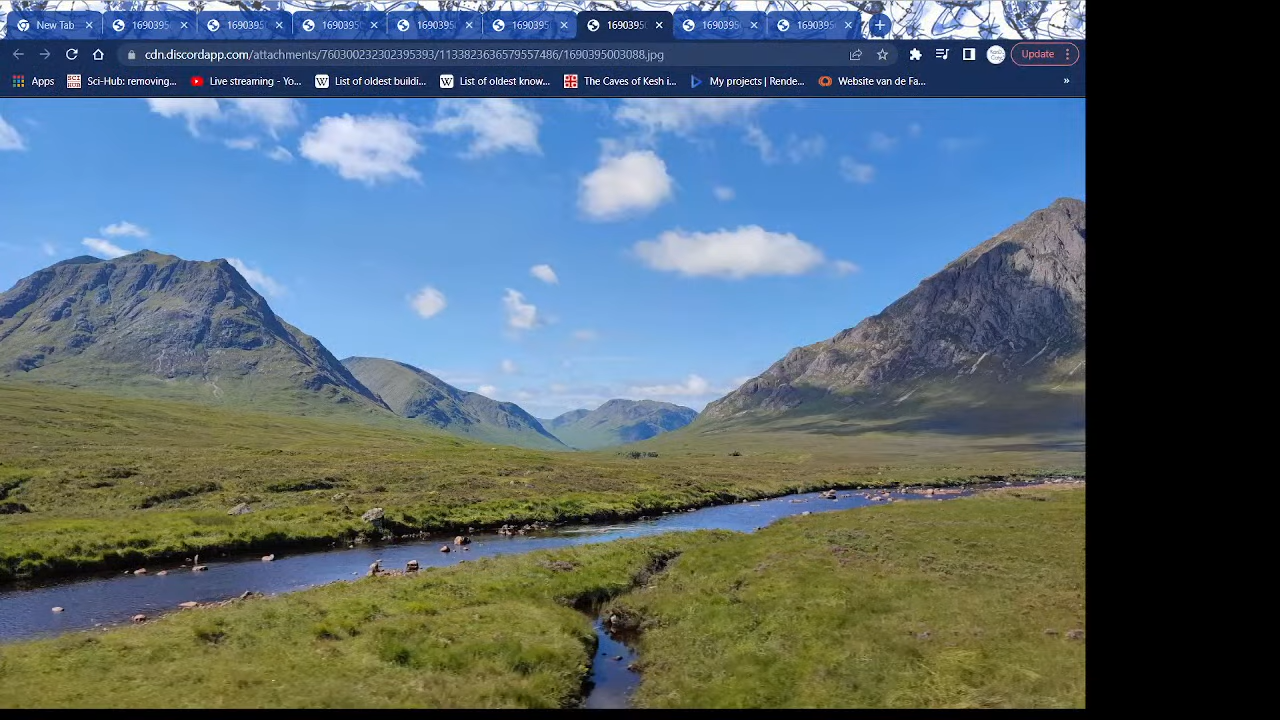 New Tab
1690395
1690395
1690395
1690395
1690395
1690395
1690395
1690395
cdn.discordapp.com/attachments/1029472232532395393/1133823636579557486/1690395003088.jpg
Update
Apps
Sci-Hub: removing...
Live streaming - Yo...
List of oldest buildi...
List of oldest know...
The Caves of Kesh i...
My projects | Rende...
Website van de Fa...